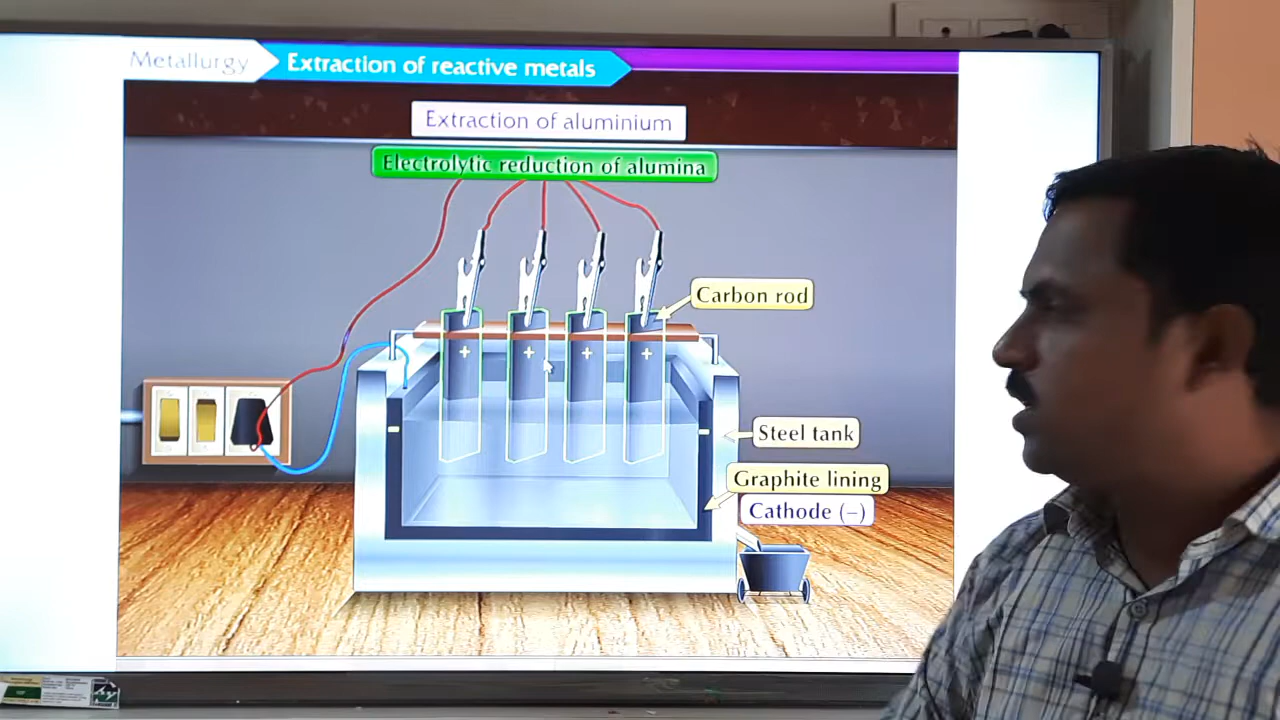 Metallurgy
Extraction of reactive metals
Extraction of aluminium
Electrolytic reduction of alumina
Carbon rod
+ + + +
Steel tank
Graphite lining
Cathode (−)